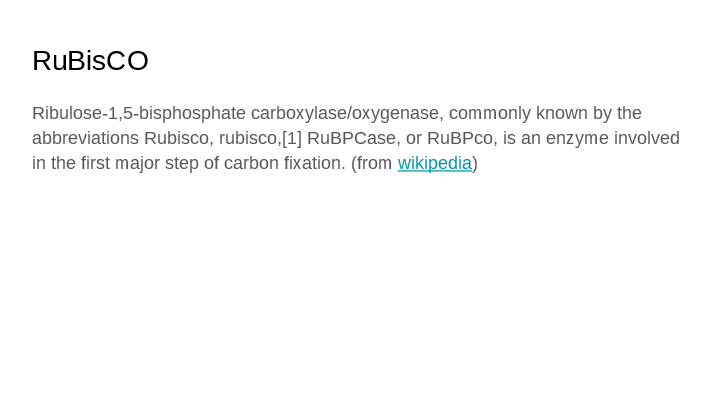 RuBisCO
Ribulose-1,5-bisphosphate carboxylase/oxygenase, commonly known by the
abbreviations Rubisco, rubisco,[1] RuBPCase, or RuBPco, is an enzyme involved
in the first major step of carbon fixation. (from wikipedia)